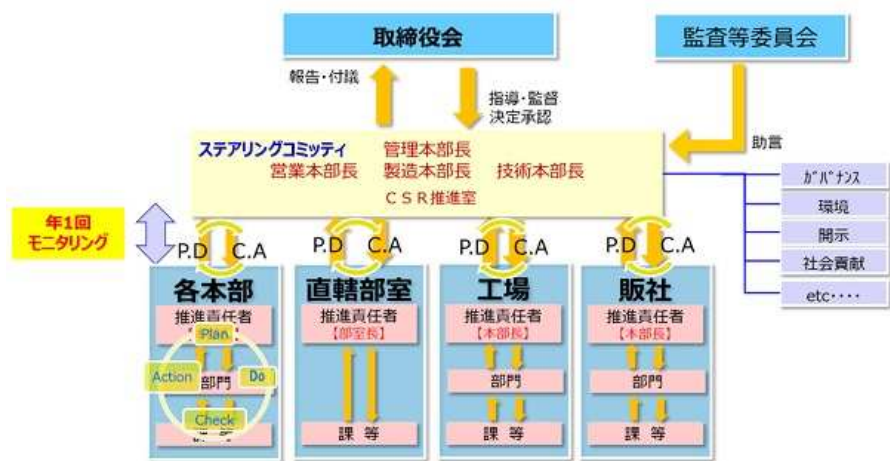 取締役会
監査等委員会
報告・付議
指導・監督
決定承認
助言
ステアリングコミッティ
管理本部長
営業本部長 製造本部長 技術本部長
CSR推進室
ガバナンス
環境
開示
社会貢献
etc‥‥
年1回
モニタリング
P.D C.A
P.D C.A
P.D C.A
P.D C.A
各本部
推進責任者
【部室長】
Plan
Action
部門
Do
Check
課 等
直轄部室
推進責任者
【部室長】
課 等
工場
推進責任者
【本部長】
部門
課 等
販社
推進責任者
【本部長】
部門
課 等